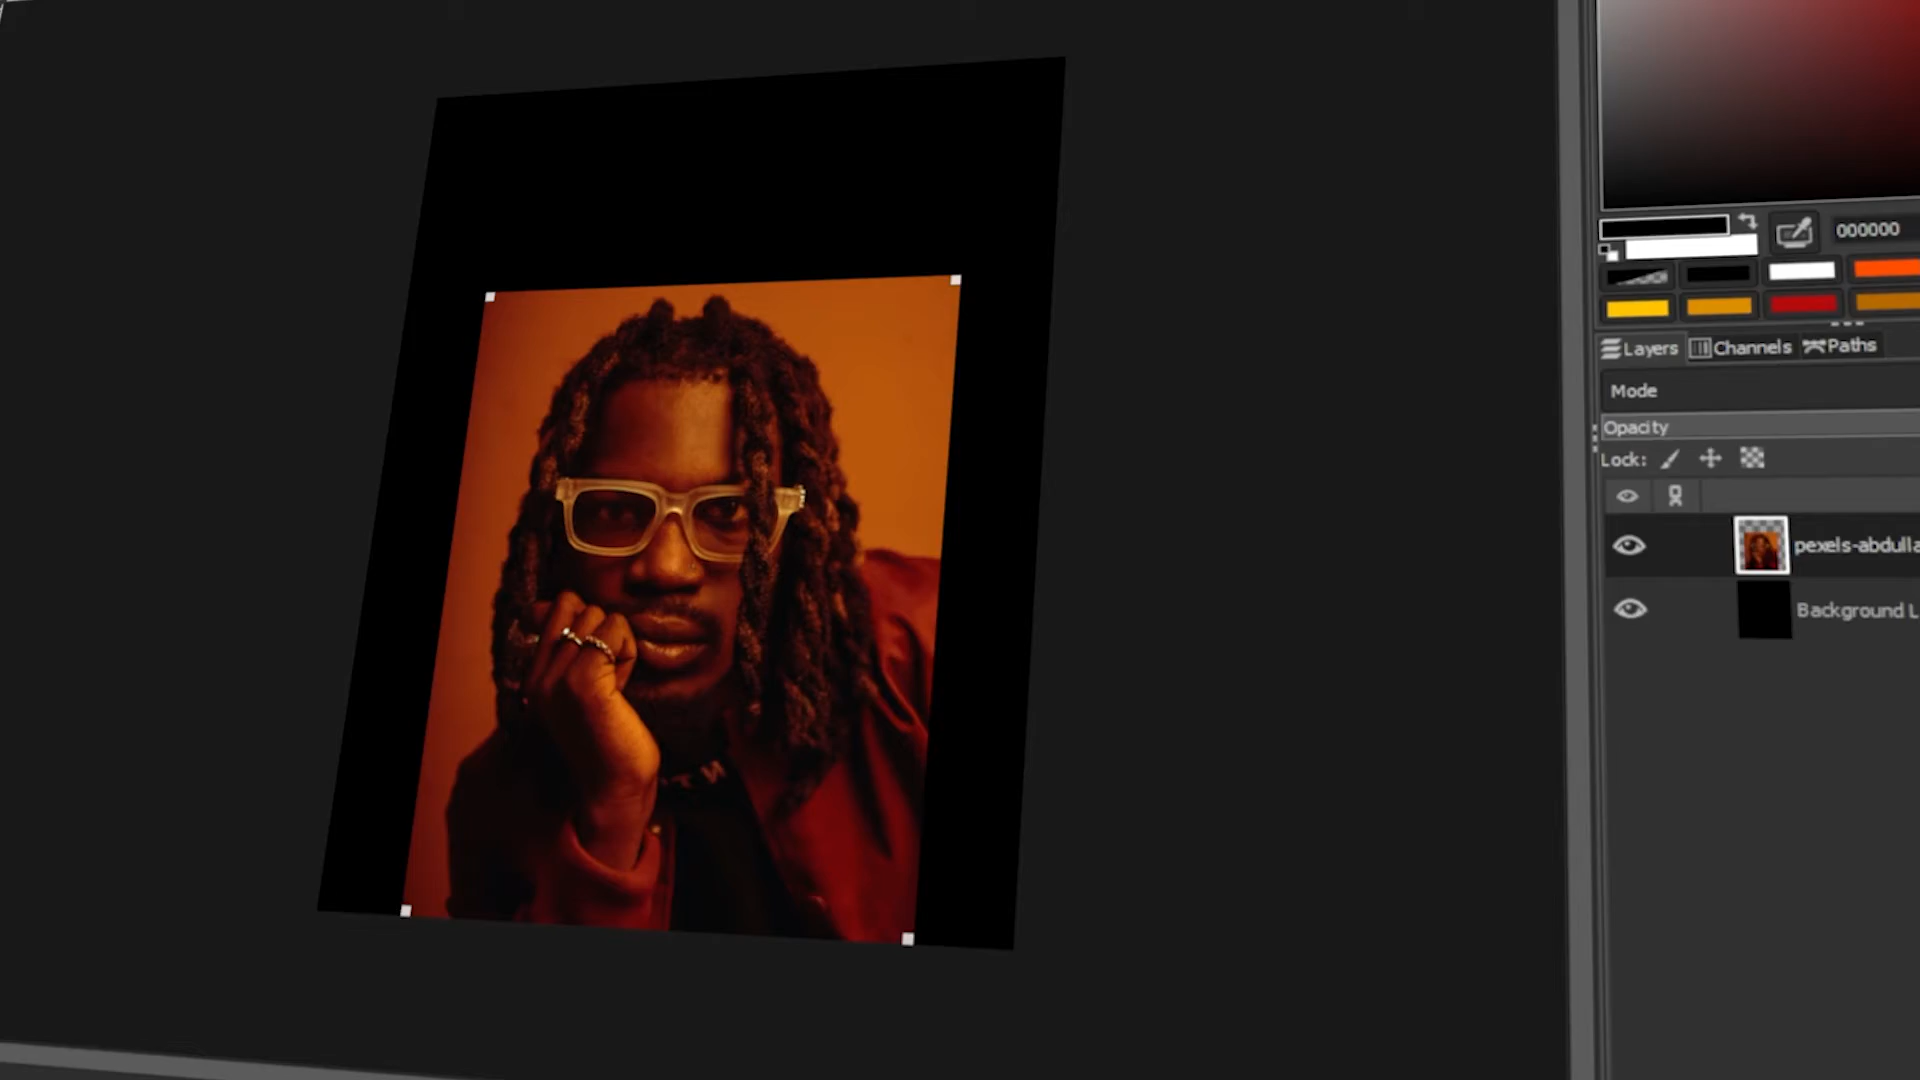 000000
Layers Channels Paths
Mode
Opacity
Lock:
pexels-abdulla
Background L